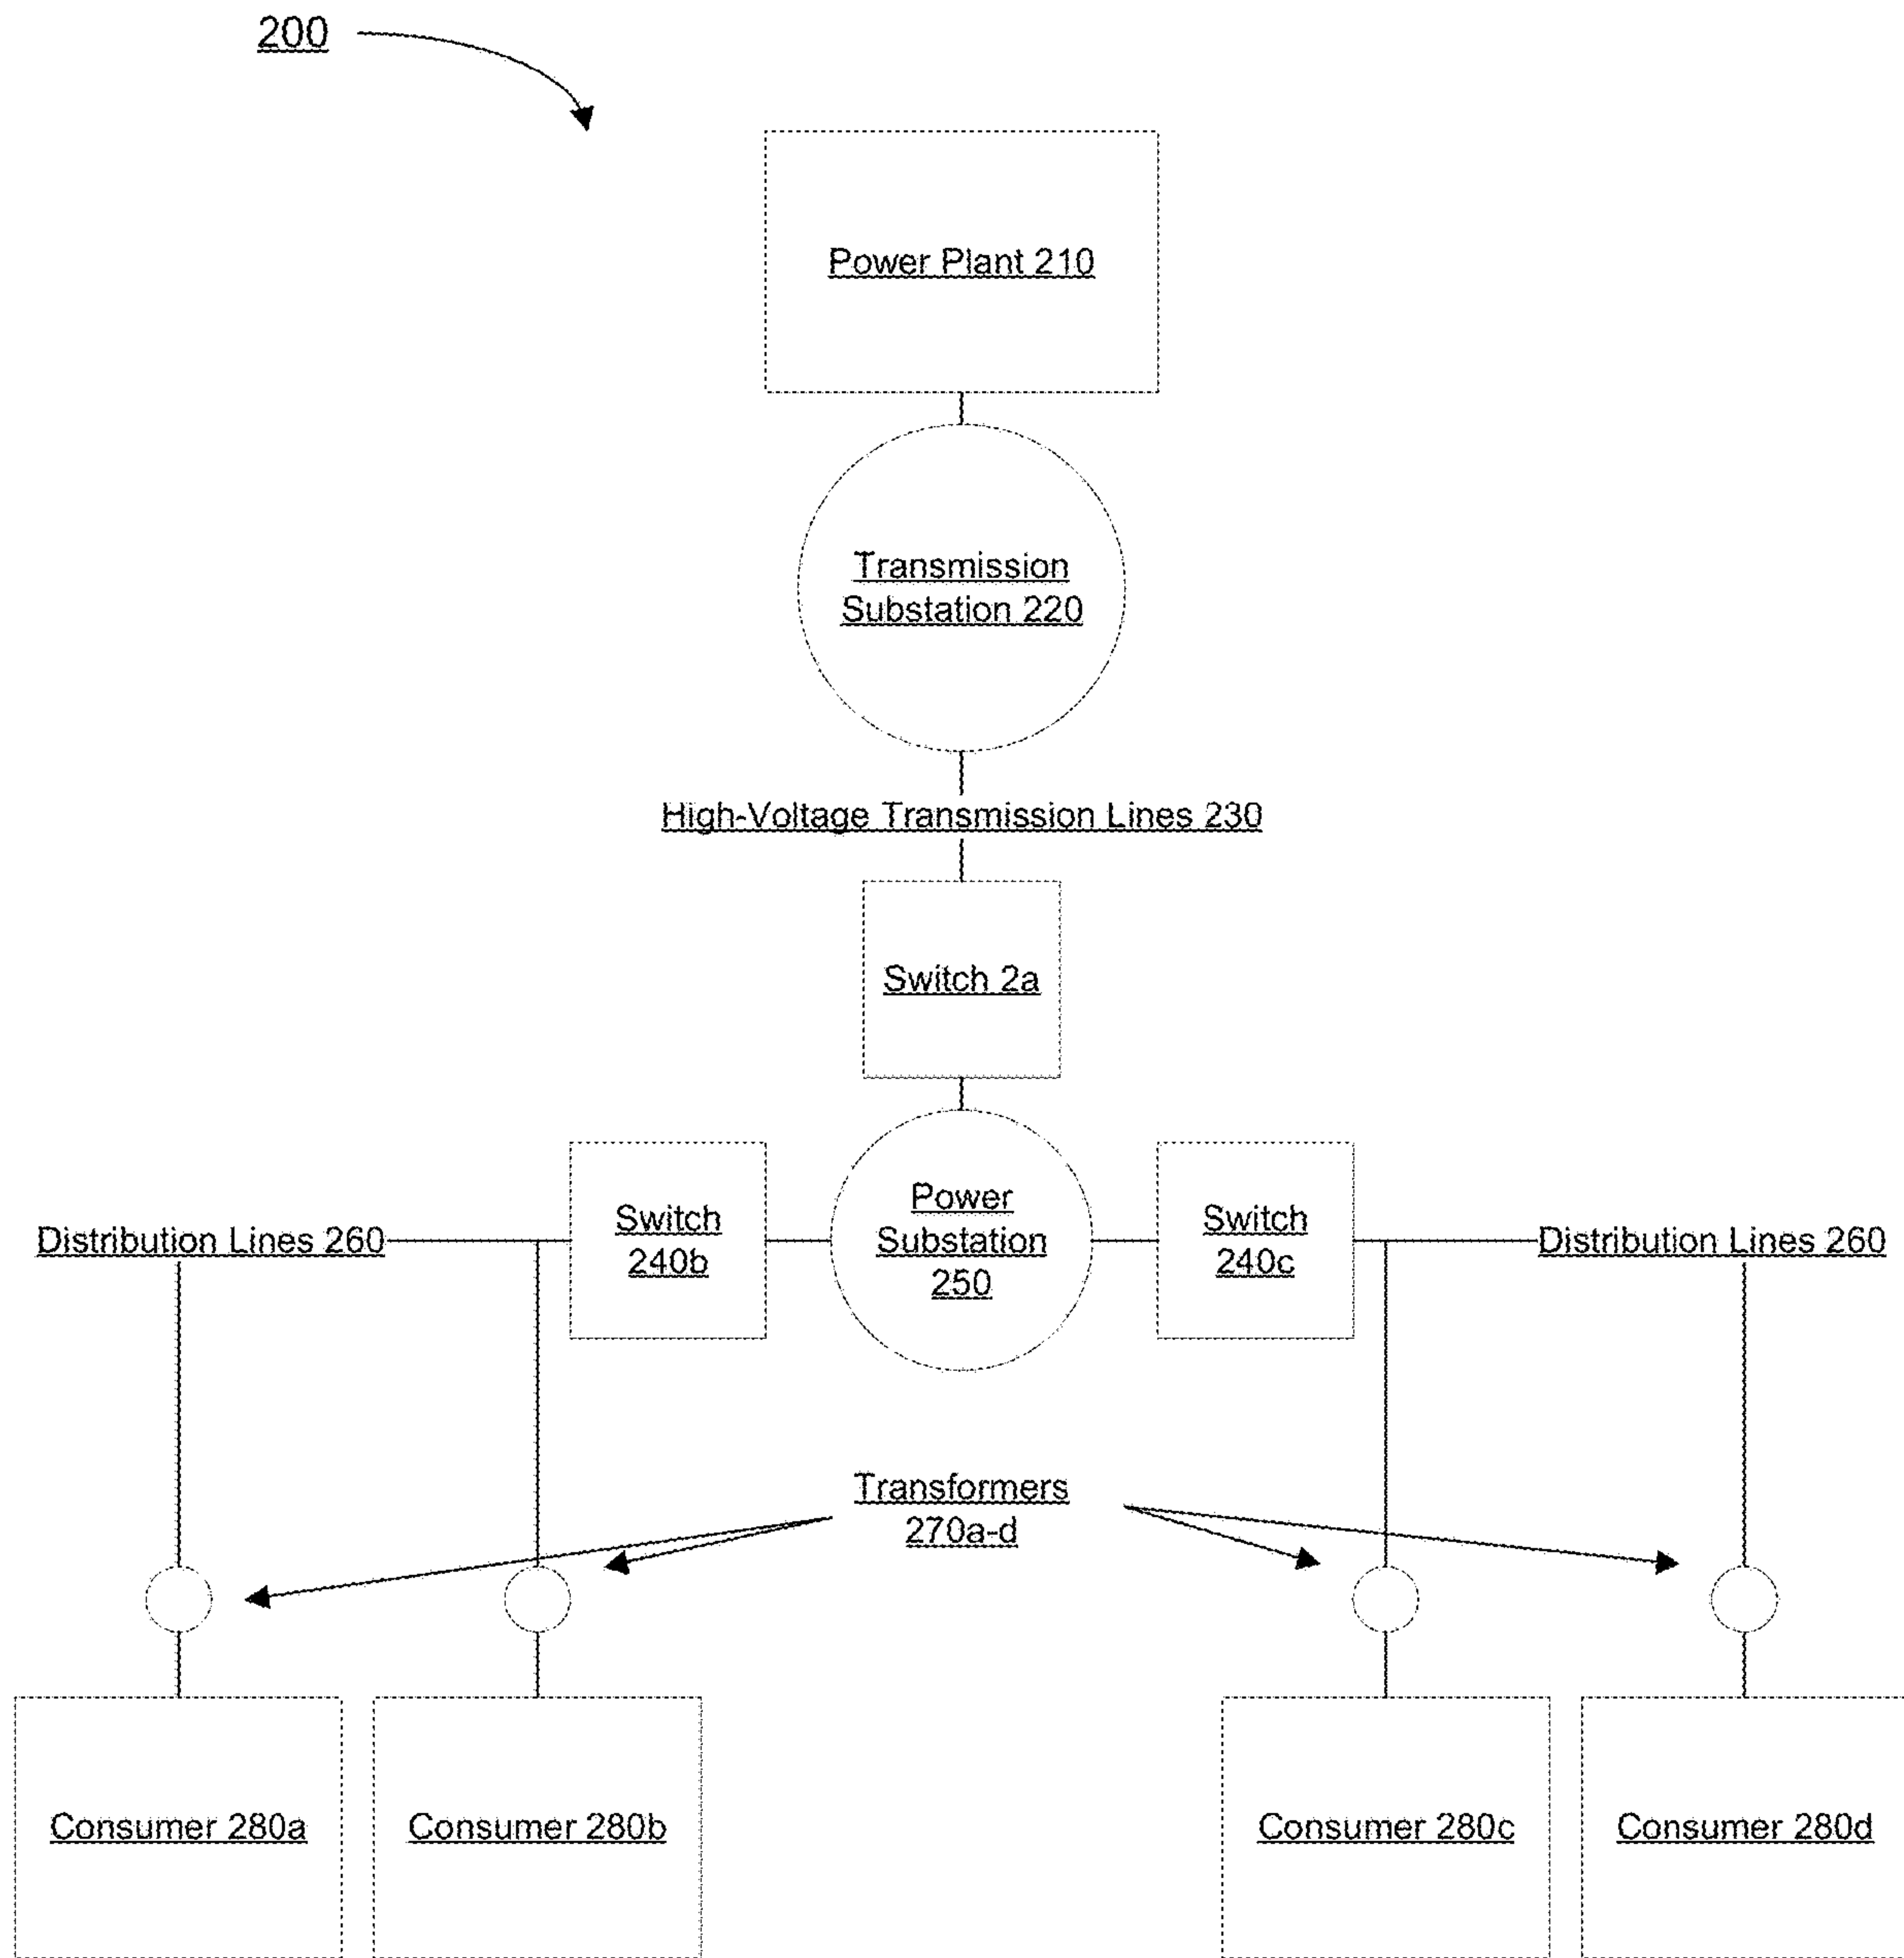 200
Power Plant 210
Transmission
Substation 220
High-Voltage Transmission Lines 230
Switch 2a
Distribution Lines 260
Switch
240b
Power
Substation
250
Switch
240c
Distribution Lines 260
Transformers
270a-d
Consumer 280a
Consumer 280b
Consumer 280c
Consumer 280d